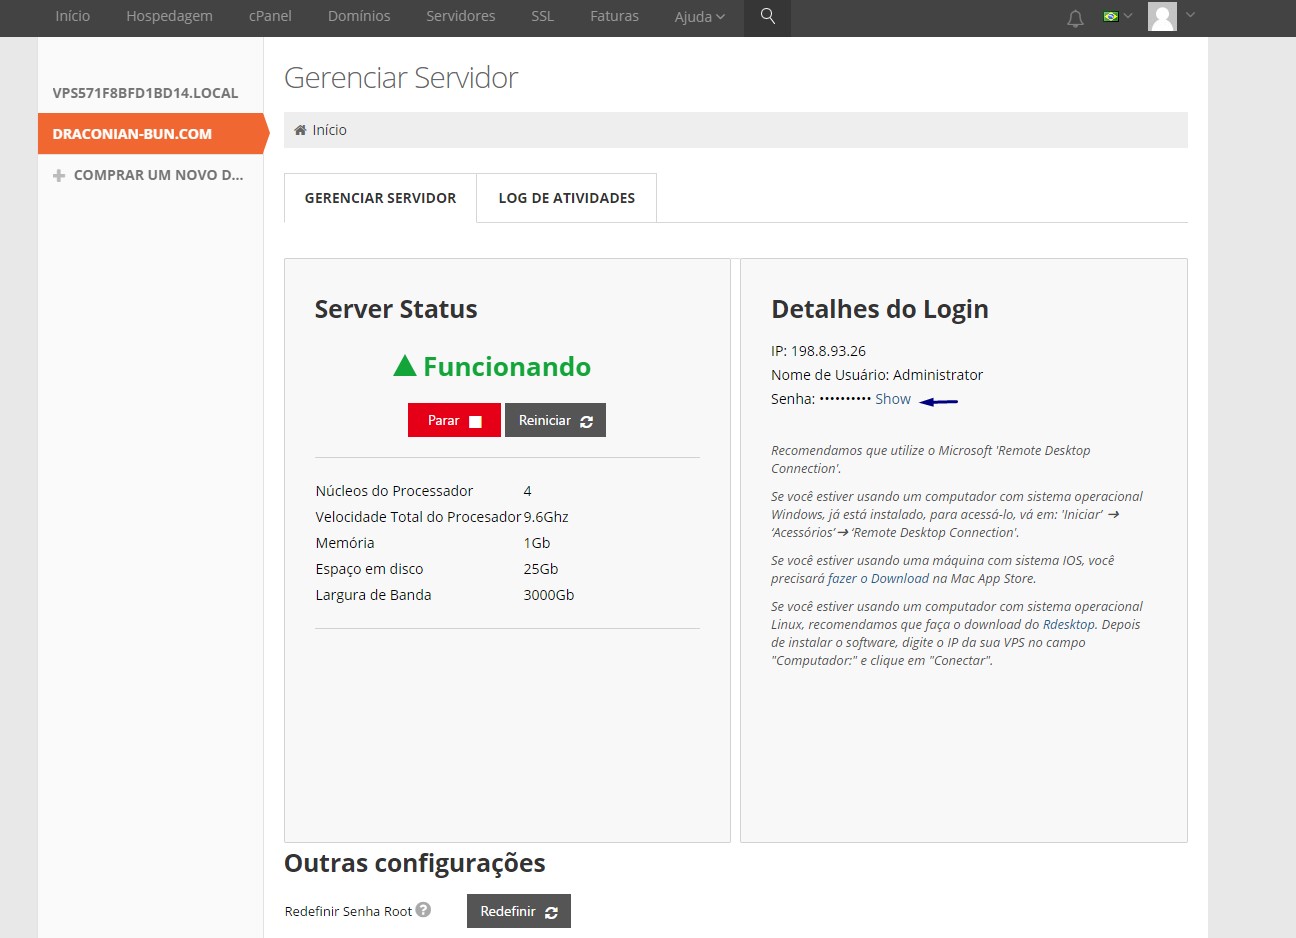 Início Hospedagem cPanel Domínios Servidores SSL Faturas Ajuda
VPS571F8BFD1BD14.LOCAL
DRACONIAN-BUN.COM
COMPRAR UM NOVO D...
Gerenciar Servidor
Início
GERENCIAR SERVIDOR LOG DE ATIVIDADES
Server Status
Funcionando
Parar Reiniciar
Núcleos do Processador 4
Velocidade Total do Procesador 9.6Ghz
Memória 1Gb
Espaço em disco 25Gb
Largura de Banda 3000Gb
Detalhes do Login
IP: 198.8.93.26
Nome de Usuário: Administrator
Senha: •••••••••• Show
Recomendamos que utilize o Microsoft 'Remote Desktop
Connection'.
Se você estiver usando um computador com sistema operacional
Windows, já está instalado, para acessá-lo, vá em: 'Iniciar' ➔
‘Acessórios’➔ ‘Remote Desktop Connection'.
Se você estiver usando uma máquina com sistema IOS, você
precisará fazer o Download na Mac App Store.
Se você estiver usando um computador com sistema operacional
Linux, recomendamos que faça o download do Rdesktop. Depois
de instalar o software, digite o IP da sua VPS no campo
"Computador:" e clique em "Conectar".
Outras configurações
Redefinir Senha Root ? Redefinir